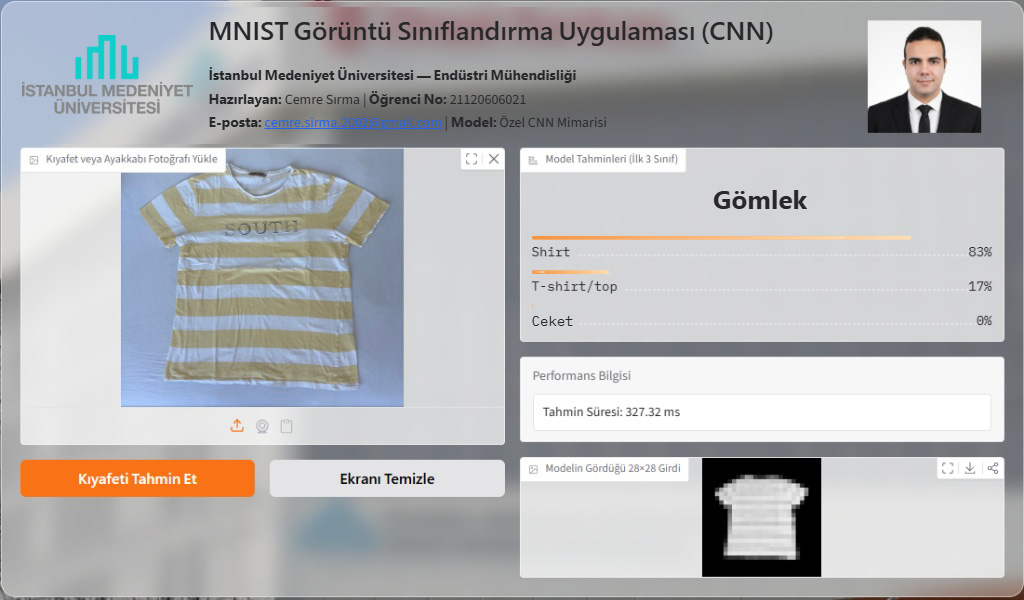 MNIST Görüntü Sınıflandırma Uygulaması (CNN)
İSTANBUL MEDENİYET
ÜNİVERSİTESİ
İstanbul Medeniyet Üniversitesi — Endüstri Mühendisliği
Hazırlayan: Cemre Sırma | Öğrenci No: 21120606021
E-posta: cemre.sirma.2002@gmail.com | Model: Özel CNN Mimarisi
Kıyafet veya Ayakkabı Fotoğrafı Yükle
SOUTH
Kıyafeti Tahmin Et
Ekranı Temizle
Model Tahminleri (İlk 3 Sınıf)
Gömlek
Shirt 83%
T-shirt/top 17%
Ceket 0%
Performans Bilgisi
Tahmin Süresi: 327.32 ms
Modelin Gördüğü 28×28 Girdi